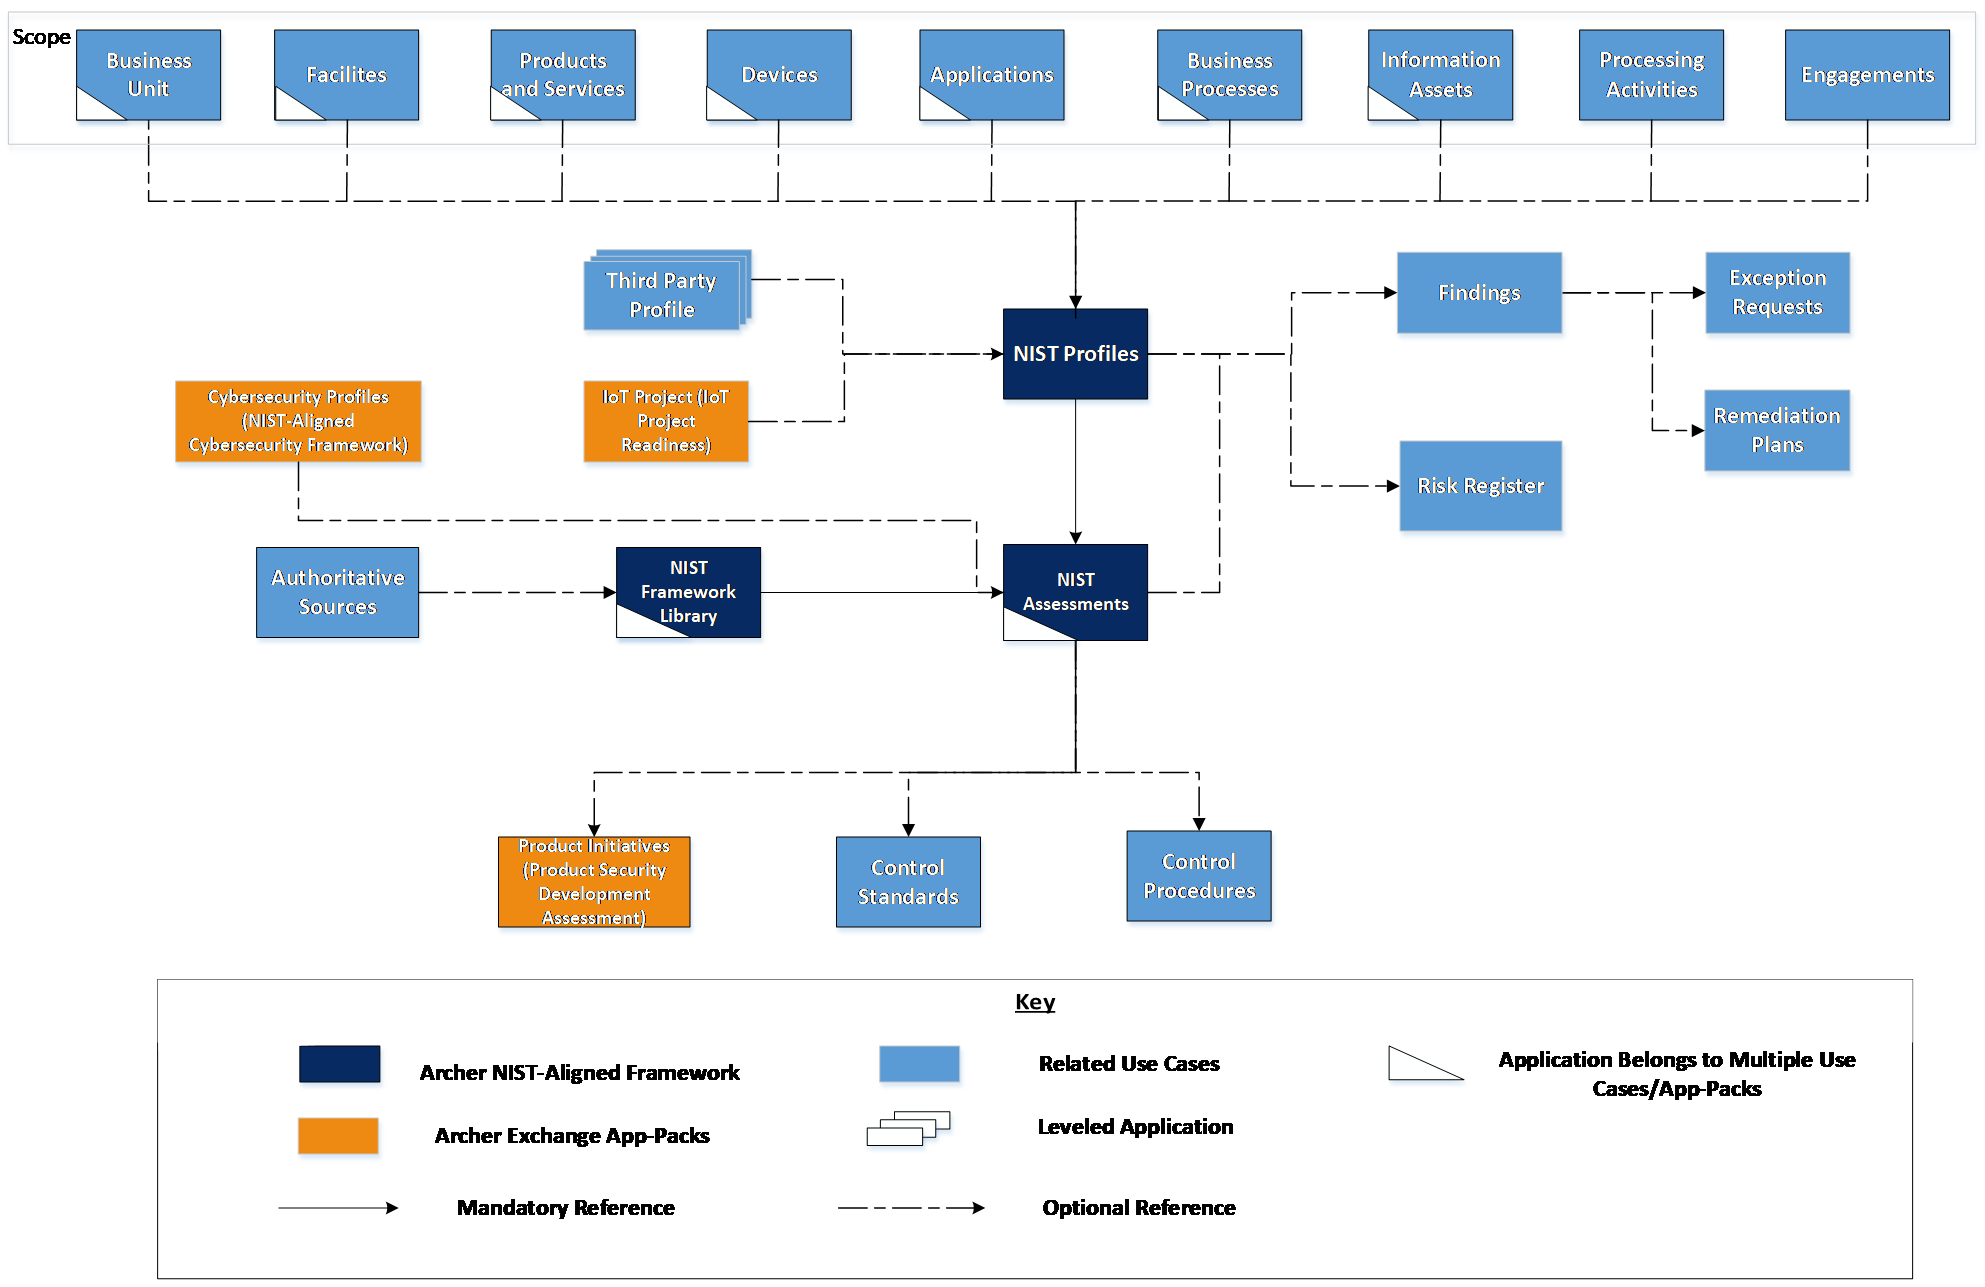 Scope
Business
Unit
Facilites
Products
and Services
Devices
Applications
Business
Processes
Information
Assets
Processing
Activities
Engagements
Third Party
Profile
NIST Profiles
Findings
Exception
Requests
Cybersecurity Profiles
(NIST-Aligned
Cybersecurity Framework)
IoT Project (IoT
Project
Readiness)
Risk Register
Remediation
Plans
Authoritative
Sources
NIST
Framework
Library
NIST
Assessments
Product Initiatives
(Product Security
Development
Assessment)
Control
Standards
Control
Procedures
Key
Archer NIST-Aligned Framework
Related Use Cases
Application Belongs to Multiple Use
Cases/App-Packs
Archer Exchange App-Packs
Leveled Application
Mandatory Reference
Optional Reference